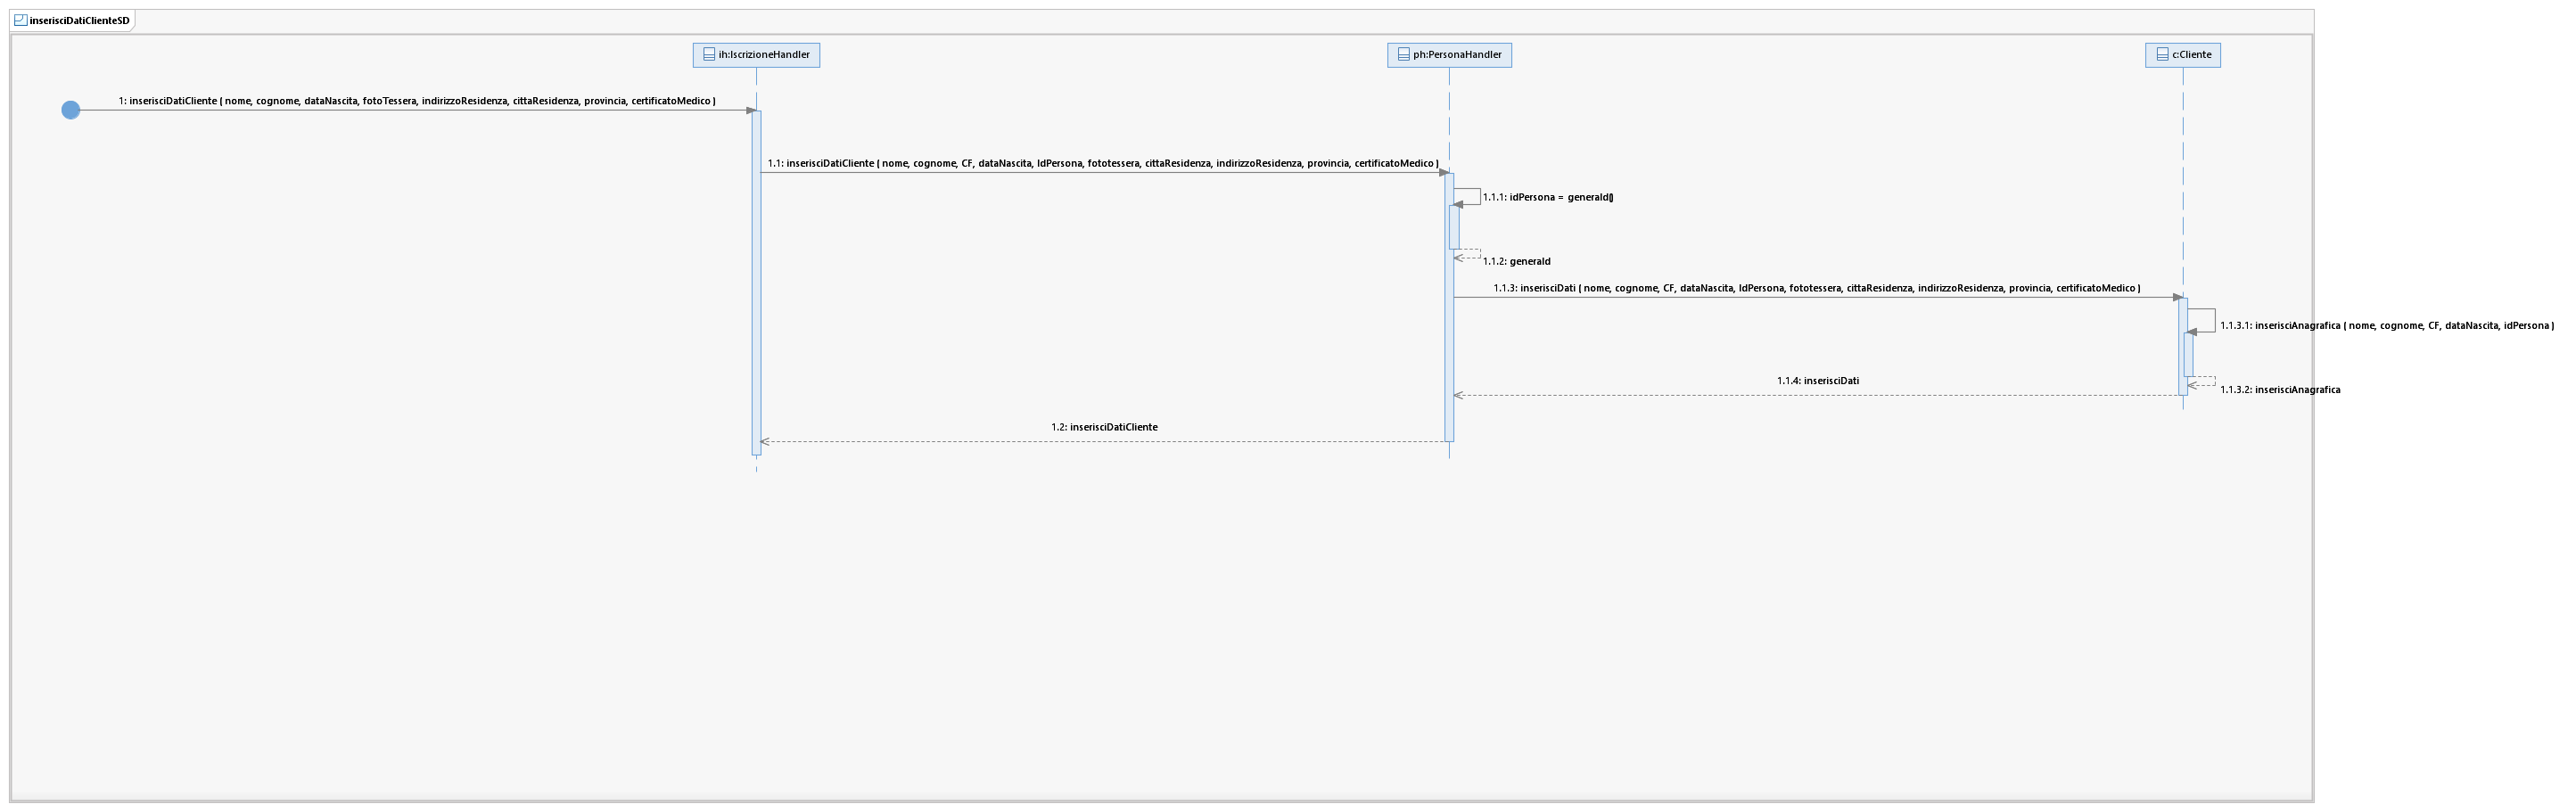 inserisciDatiClienteSD
ih:IscrizioneHandler
ph:PersonaHandler
c:Cliente
1: inserisciDatiCliente ( nome, cognome, dataNascita, fotoTessera, indirizzoResidenza, cittaResidenza, provincia, certificatoMedico )
1.1: inserisciDatiCliente ( nome, cognome, CF, dataNascita, IdPersona, fototessera, cittaResidenza, indirizzoResidenza, provincia, certificatoMedico )
1.1.1: idPersona = generaId()
1.1.2: generaId
1.1.3: inserisciDati ( nome, cognome, CF, dataNascita, IdPersona, fototessera, cittaResidenza, indirizzoResidenza, provincia, certificatoMedico )
1.1.3.1: inserisciAnagrafica ( nome, cognome, CF, dataNascita, idPersona )
1.1.4: inserisciDati
1.1.3.2: inserisciAnagrafica
1.2: inserisciDatiCliente